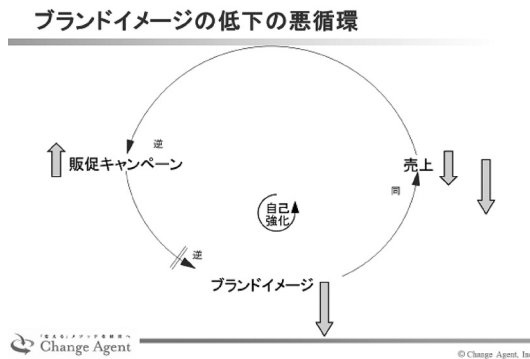 ブランドイメージの低下の悪循環
逆
販促キャンペーン
売上
同
自己
強化
逆
ブランドイメージ
Change Agent
© Change Agent, In